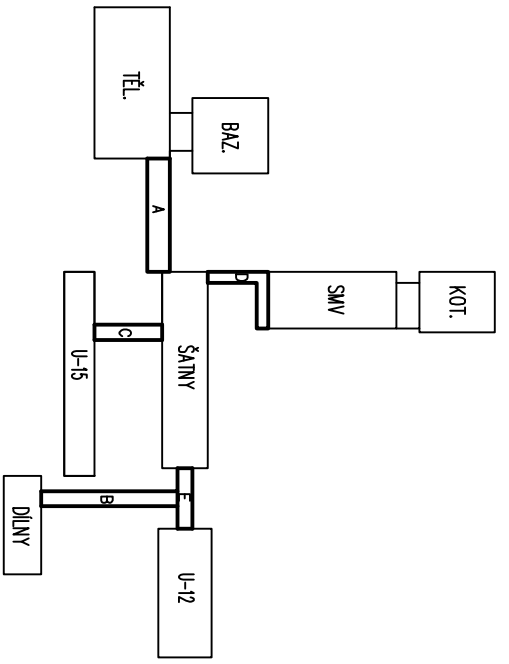 TĚL.
BAZ.
A
D
SMV
KOT.
C
U-15
ŠATNY
B
E
DÍLNY
U-12